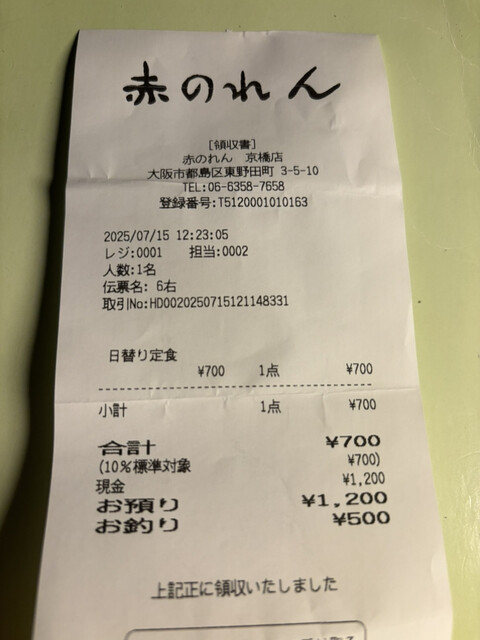 赤のれん
[領収書]
赤のれん 京橋店
大阪市都島区東野田町 3-5-10
TEL:06-6358-7658
登録番号:T5120001010163
2025/07/15 12:23:05
レジ:0001 担当:0002
人数:1名
伝票名: 6右
取引No:HD0020250715121148331
日替り定食
¥700 1点 ¥700
小計 1点 ¥700
合計 ¥700
(10%標準対象 ¥700)
現金 ¥1,200
お預り ¥1,200
お釣り ¥500
上記正に領収いたしました